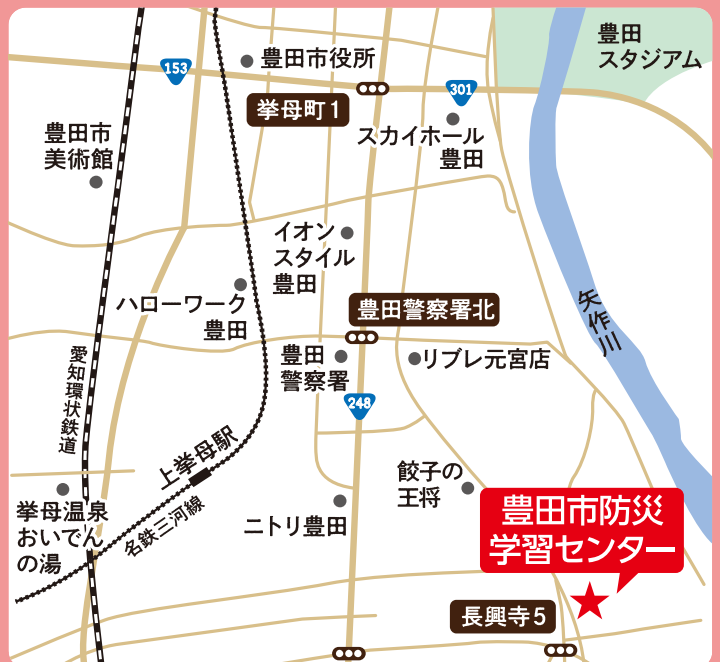 豊田
スタジアム
153
豊田市役所
301
挙母町1
スカイホール
豊田
豊田市
美術館
イオン
スタイル
豊田
ハローワーク
豊田
豊田警察署北
矢作川
豊田
警察署
リブレ元宮店
愛知環状鉄道
248
上挙母駅
餃子の
王将
挙母温泉
おいでん
の湯
名鉄三河線
ニトリ豊田
豊田市防災
学習センター
長興寺5